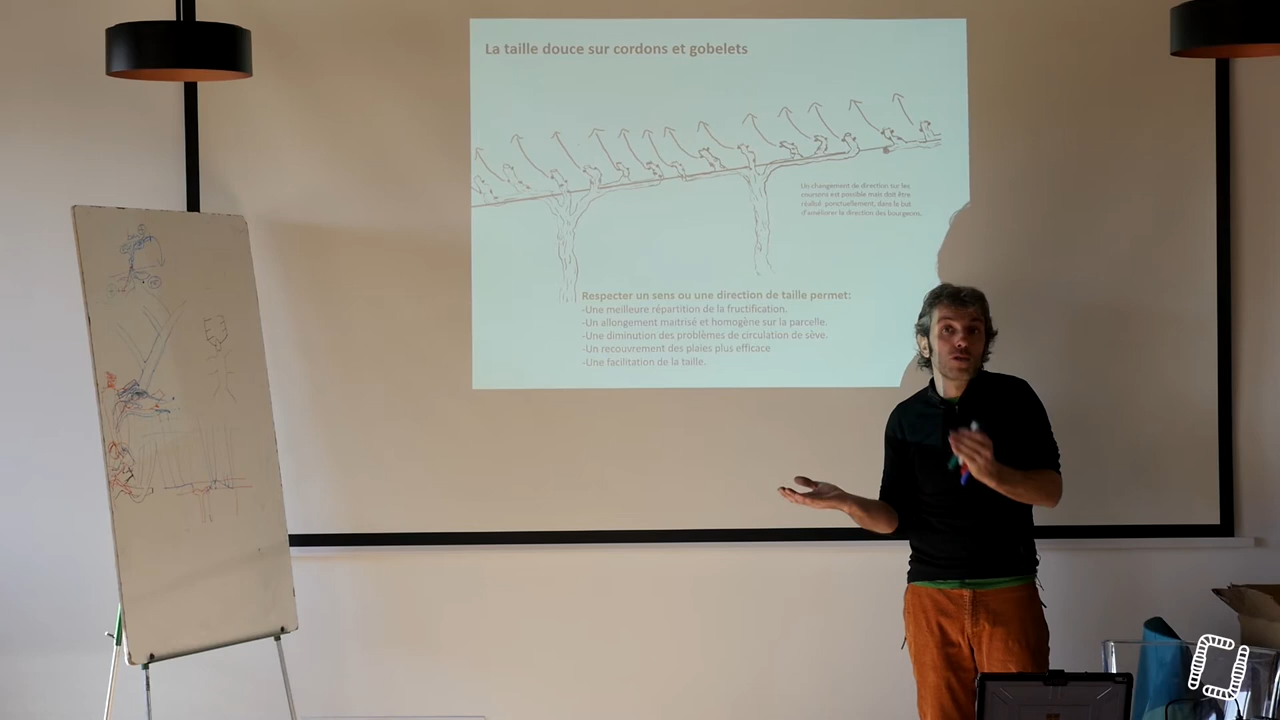 La taille douce sur cordons et gobelets
Un changement de direction sur les
coursons est possible mais doit être
réalisé ponctuellement, dans le but
d'améliorer la direction des bourgeons.
Respecter un sens ou une direction de taille permet:
-Une meilleure répartition de la fructification.
-Un allongement maitrisé et homogène sur la parcelle.
-Une diminution des problèmes de circulation de sève.
-Un recouvrement des plaies plus efficace
-Une facilitation de la taille.